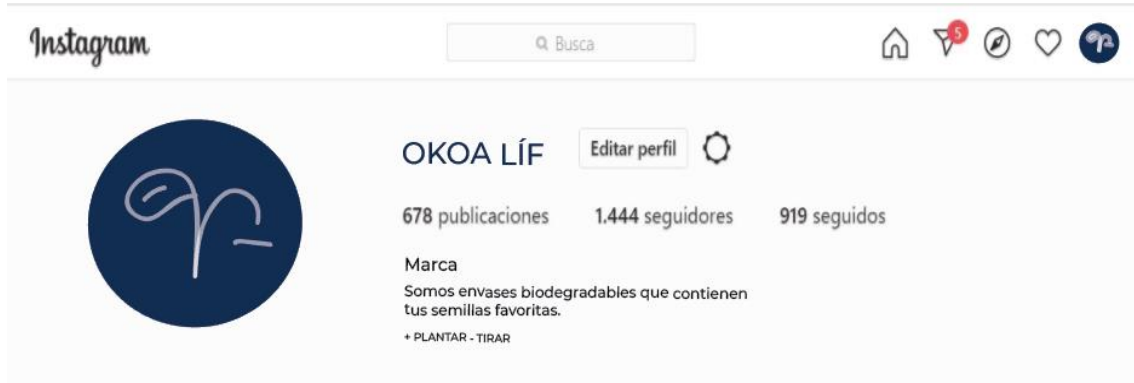 Instagram
Busca
5
OKOA LÍF
Editar perfil
678 publicaciones 1.444 seguidores 919 seguidos
Marca
Somos envases biodegradables que contienen
tus semillas favoritas.
+ PLANTAR - TIRAR